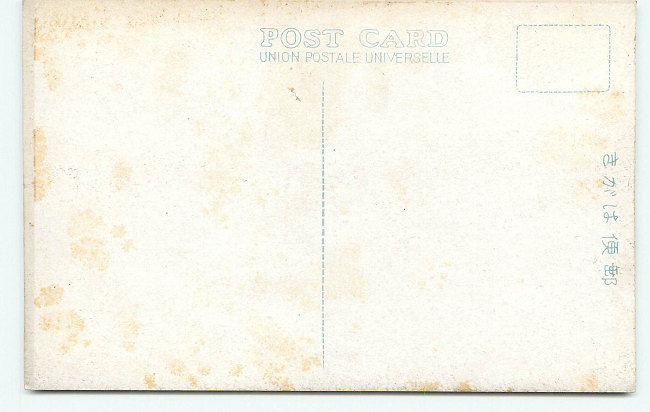 POST CARD
UNION POSTALE UNIVERSELLE
郵便はがき